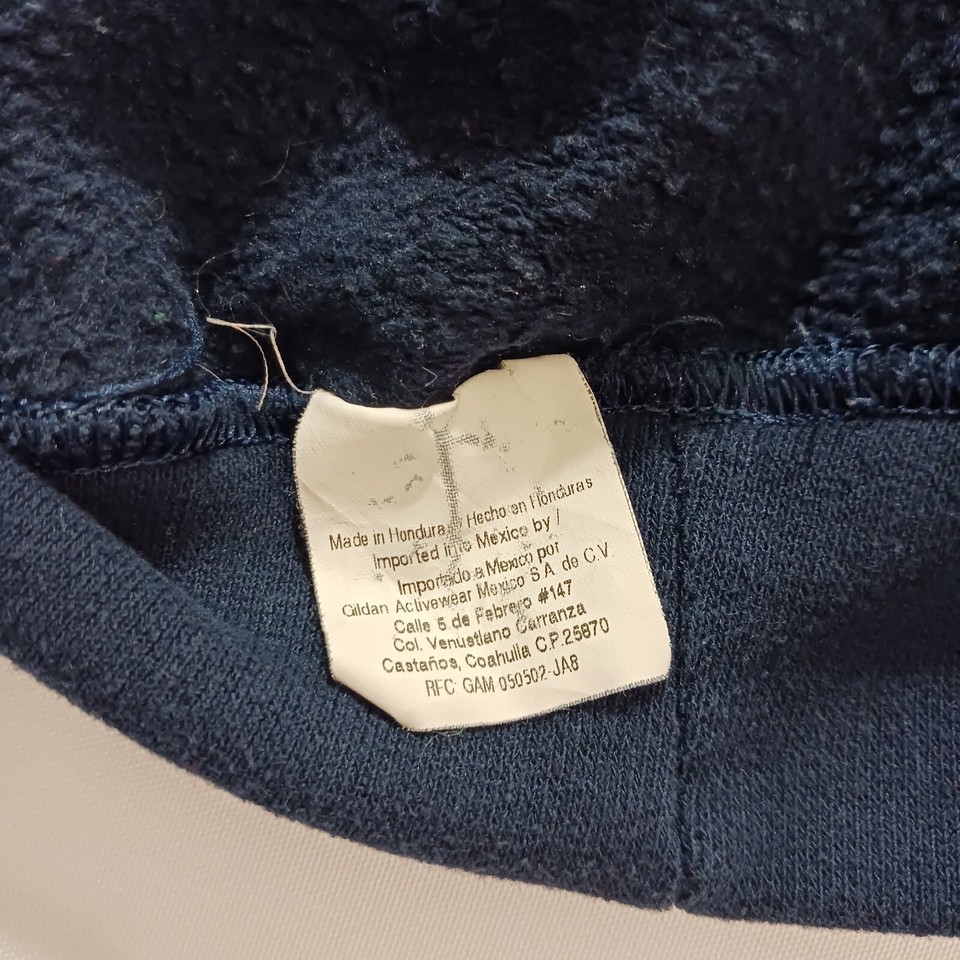 Made in Hondura / Hecho en Honduras
Imported into Mexico by /
Importado a Mexico por
Gildan Activewear Mexico S.A. de C.V.
Calle 5 de Febrero #147
Col. Venustiano Carranza
Castaños, Coahuila C.P.25870
RFC: GAM 050502-JA8